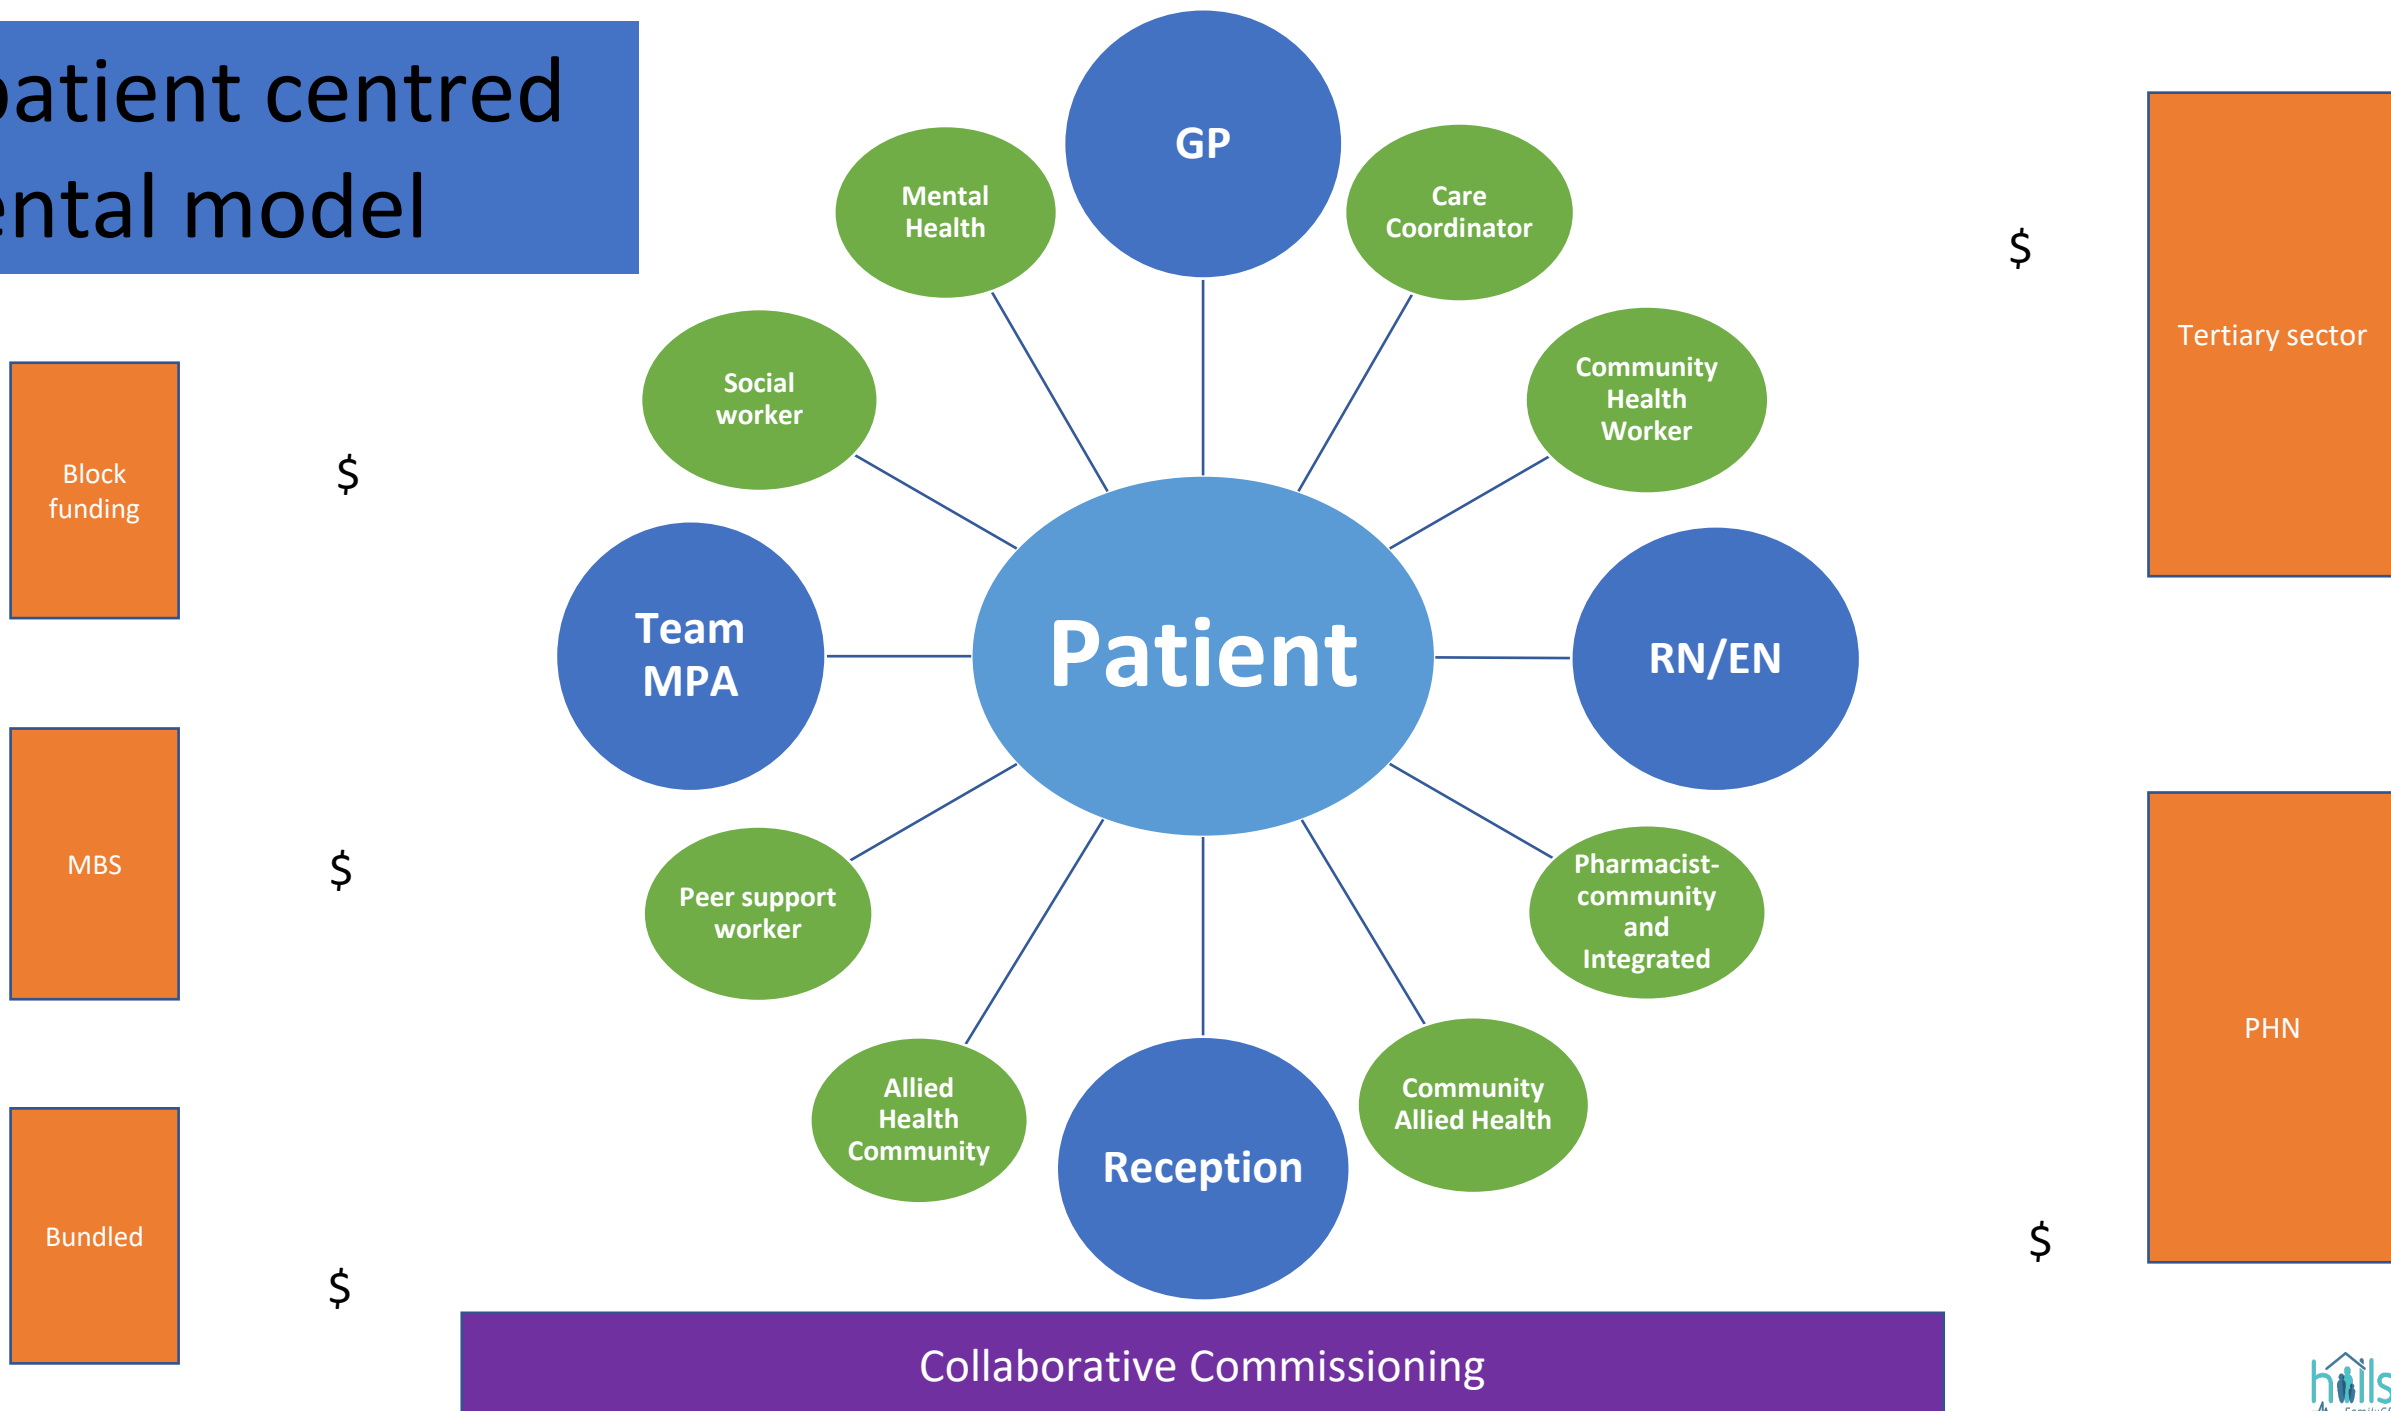 patient centred
ental model
GP
Mental
Health
Care
Coordinator
$
Tertiary sector
Social
worker
Community
Health
Worker
Block
funding
$
Team
MPA
Patient
RN/EN
MBS
$
Peer support
worker
Pharmacist-
community
and
Integrated
PHN
Allied
Health
Community
Reception
Community
Allied Health
Bundled
$
$
Collaborative Commissioning
hills